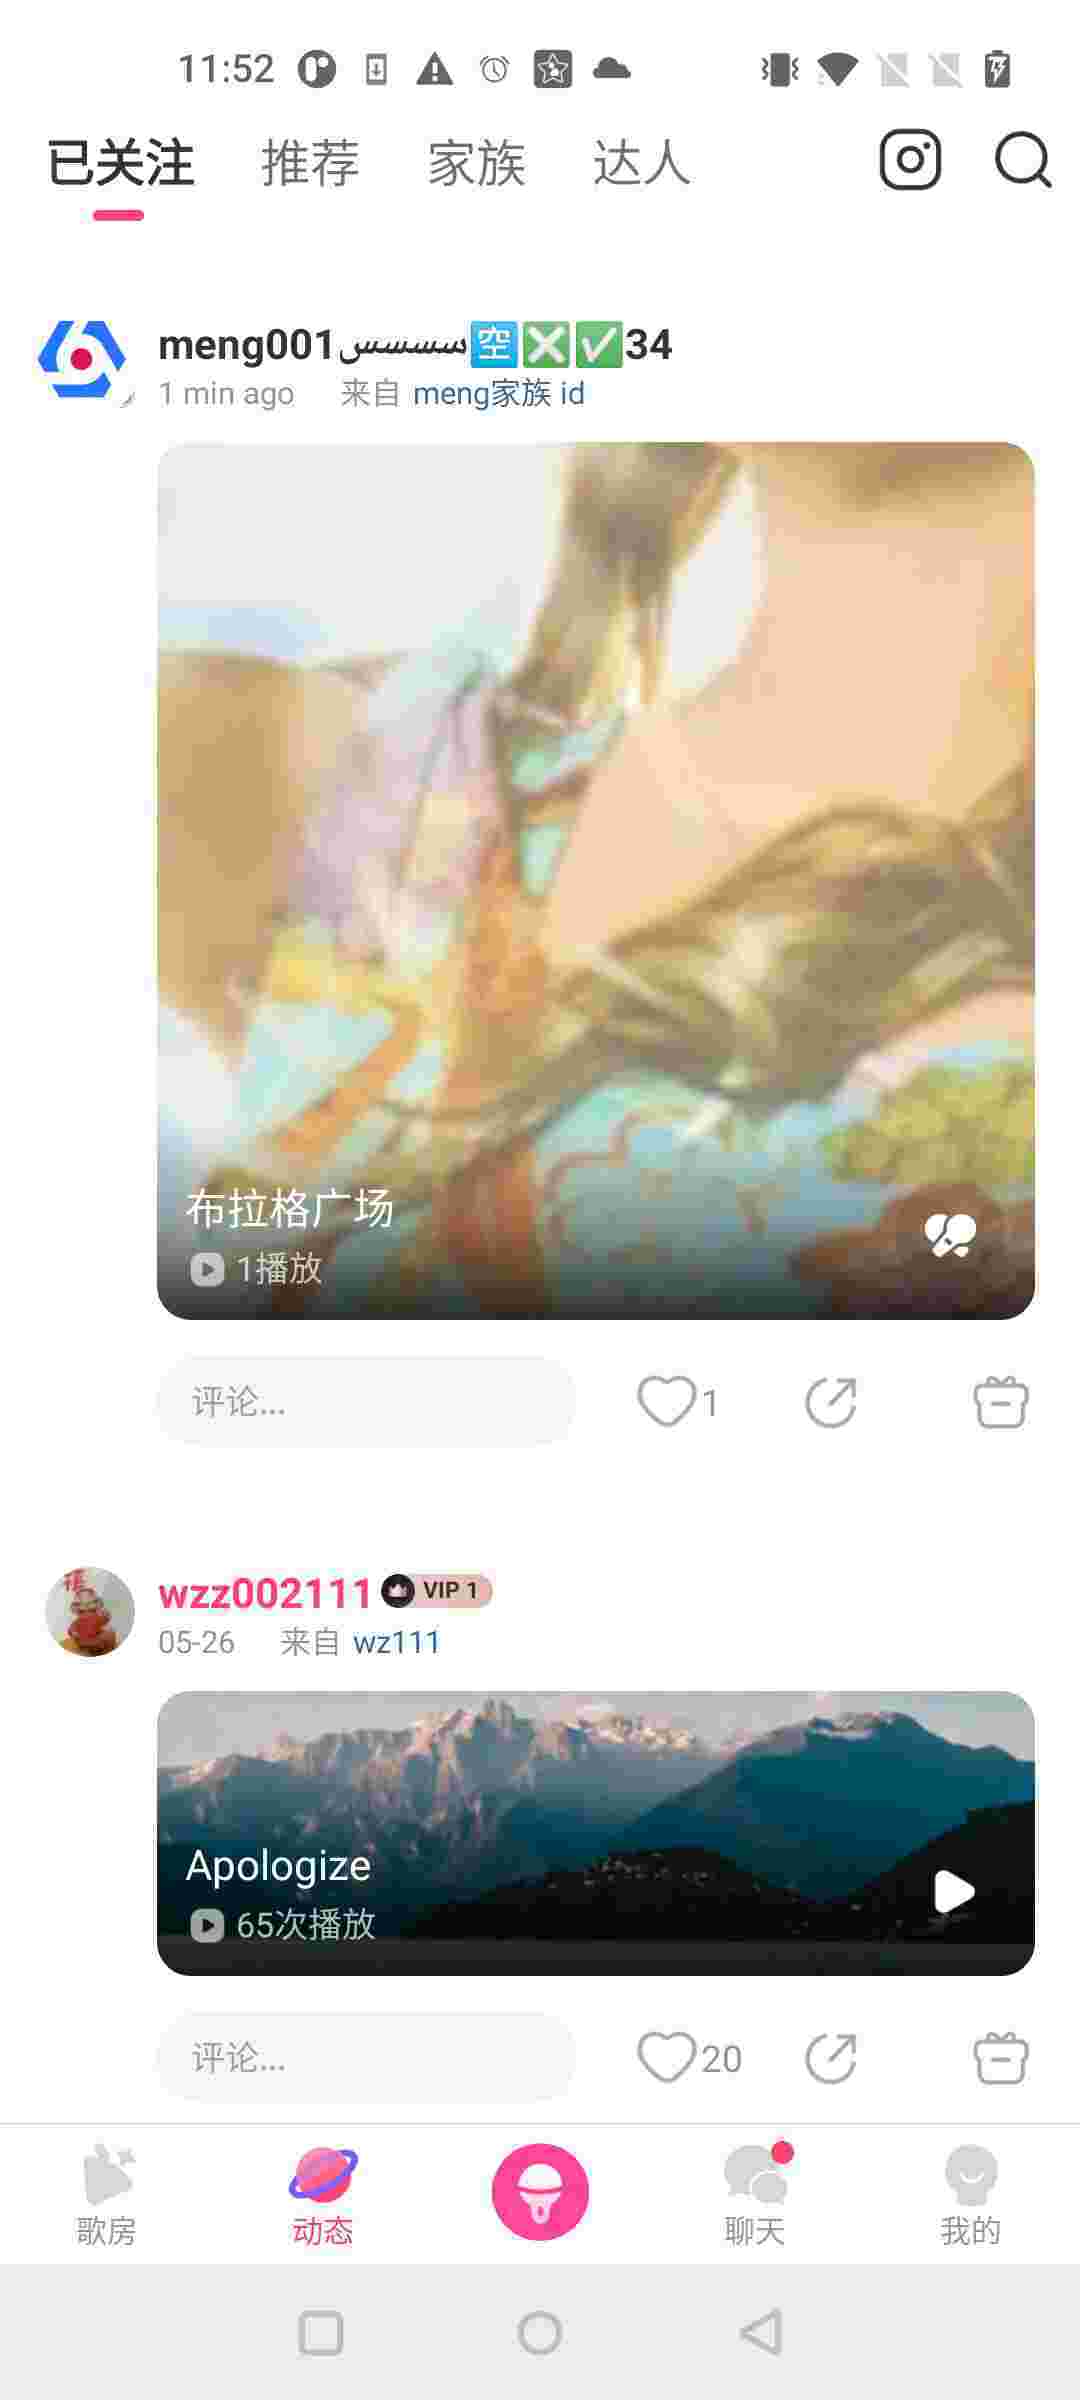 11:52
已关注 推荐 家族 达人
meng001سسسس🈳❎✅34
1 min ago 来自 meng家族 id
布拉格广场
1播放
评论... 1
wzz002111 VIP 1
05-26 来自 wz111
Apologize
65次播放
评论... 20
歌房 动态 聊天 我的